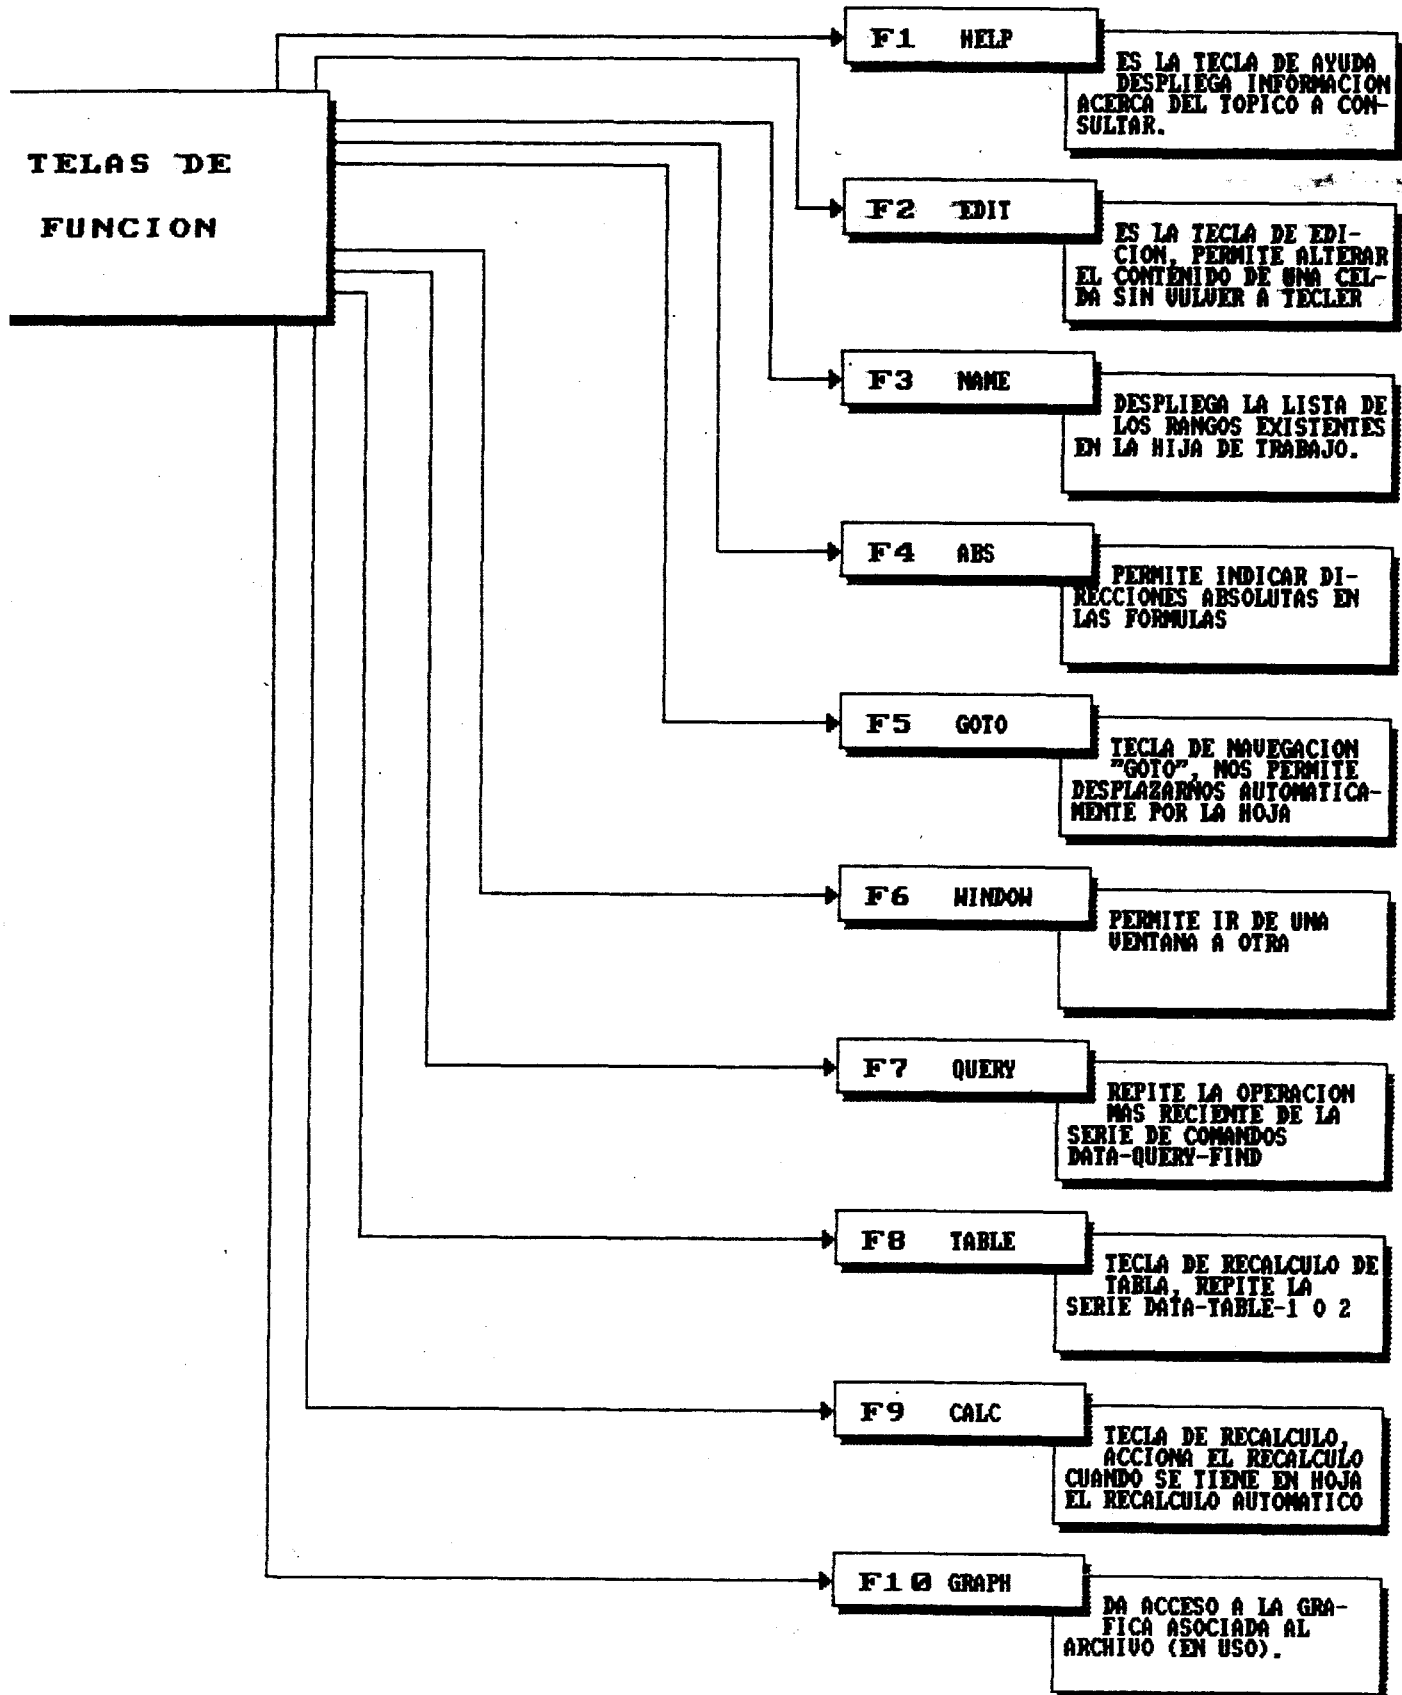 TELAS DE
FUNCION
F1 HELP
ES LA TECLA DE AYUDA
DESPLIEGA INFORMACION
ACERCA DEL TOPICO A CON-
SULTAR.
F2 EDIT
ES LA TECLA DE EDI-
CION, PERMITE ALTERAR
EL CONTENIDO DE UNA CEL-
DA SIN VULVER A TECLER
F3 NAME
DESPLIEGA LA LISTA DE
LOS RANGOS EXISTENTES
EN LA HIJA DE TRABAJO.
F4 ABS
PERMITE INDICAR DI-
RECCIONES ABSOLUTAS EN
LAS FORMULAS
F5 GOTO
TECLA DE NAVEGACION
"GOTO", NOS PERMITE
DESPLAZARNOS AUTOMATICA-
MENTE POR LA HOJA
F6 WINDOW
PERMITE IR DE UNA
VENTANA A OTRA
F7 QUERY
REPITE LA OPERACION
MAS RECIENTE DE LA
SERIE DE COMANDOS
DATA-QUERY-FIND
F8 TABLE
TECLA DE RECALCULO DE
TABLA, REPITE LA
SERIE DATA-TABLE-1 O 2
F9 CALC
TECLA DE RECALCULO,
ACCIONA EL RECALCULO
CUANDO SE TIENE EN HOJA
EL RECALCULO AUTOMATICO
F10 GRAPH
DA ACCESO A LA GRA-
FICA ASOCIADA AL
ARCHIVO (EN USO).